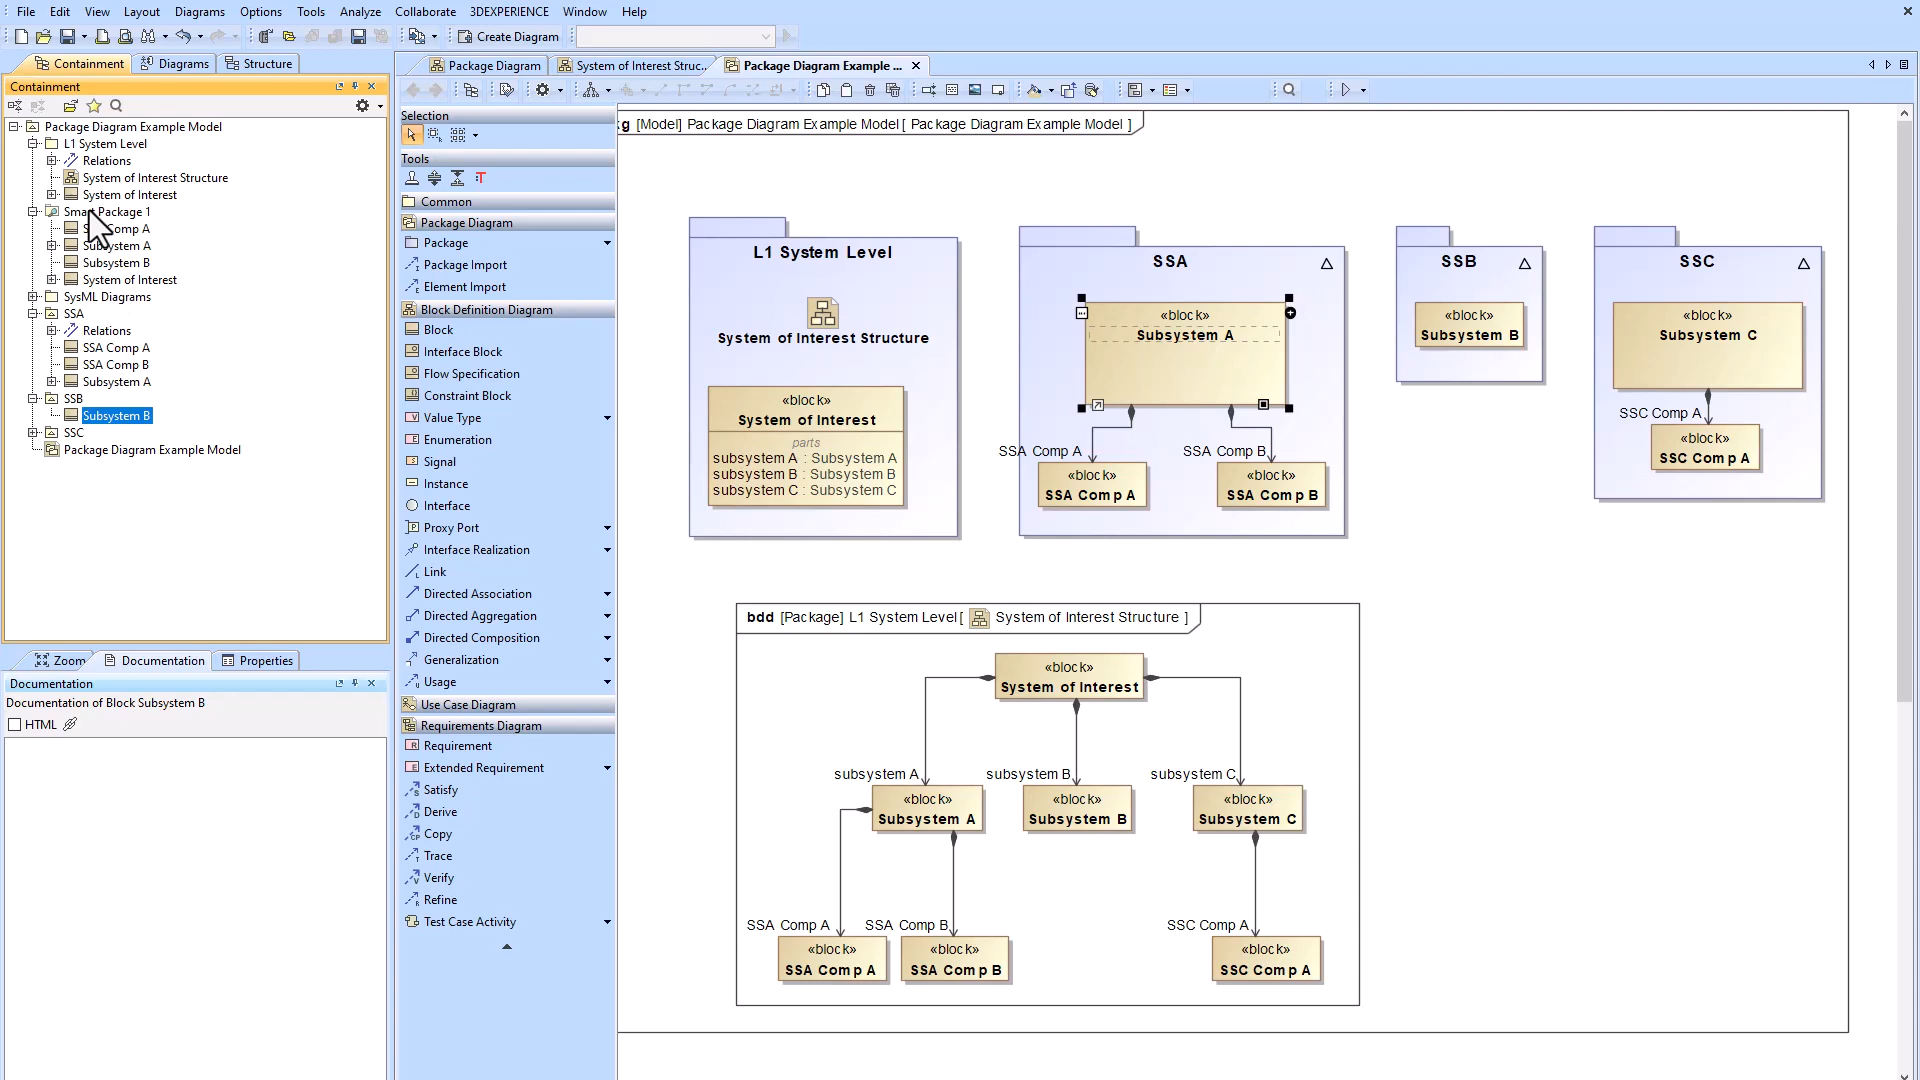 File Edit View Layout Diagrams Options Tools Analyze Collaborate 3DEXPERIENCE Window Help
Create Diagram
Containment Diagrams Structure
Package Diagram System of Interest Struc... Package Diagram Example ...
Containment
Package Diagram Example Model
L1 System Level
Relations
System of Interest Structure
System of Interest
Package 1
Comp A
Subsystem A
Subsystem B
System of Interest
SysML Diagrams
SSA
Relations
SSA Comp A
SSA Comp B
Subsystem A
SSB
Subsystem B
SSC
Package Diagram Example Model
Zoom Documentation Properties
Documentation
Documentation of Block Subsystem B
HTML
Selection
Tools
Common
Package Diagram
Package
Package Import
Element Import
Block Definition Diagram
Block
Interface Block
Flow Specification
Constraint Block
Value Type
Enumeration
Signal
Instance
Interface
Proxy Port
Interface Realization
Link
Directed Association
Directed Aggregation
Directed Composition
Generalization
Usage
Use Case Diagram
Requirements Diagram
Requirement
Extended Requirement
Satisfy
Derive
Copy
Trace
Verify
Refine
Test Case Activity
g [Model] Package Diagram Example Model [ Package Diagram Example Model ]
L1 System Level
System of Interest Structure
«block»
System of Interest
parts
subsystem A : Subsystem A
subsystem B : Subsystem B
subsystem C : Subsystem C
SSA
«block»
Subsystem A
SSA Comp A
SSA Comp B
«block»
SSA Comp A
«block»
SSA Comp B
SSB
«block»
Subsystem B
SSC
«block»
Subsystem C
SSC Comp A
«block»
SSC Comp A
bdd [Package] L1 System Level [ System of Interest Structure ]
«block»
System of Interest
subsystem A
subsystem B
subsystem C
«block»
Subsystem A
«block»
Subsystem B
«block»
Subsystem C
SSA Comp A
SSA Comp B
SSC Comp A
«block»
SSA Comp A
«block»
SSA Comp B
«block»
SSC Comp A